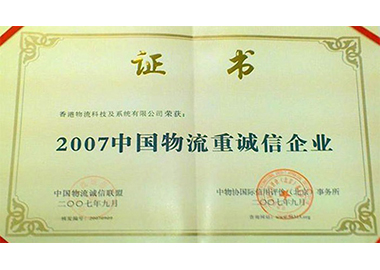 证书
香港物流科技及系统有限公司荣获:
2007中国物流重诚信企业
中国物流诚信联盟
二〇〇七年九月
中物协国际信用评价(北京)事务所
二〇〇七年九月